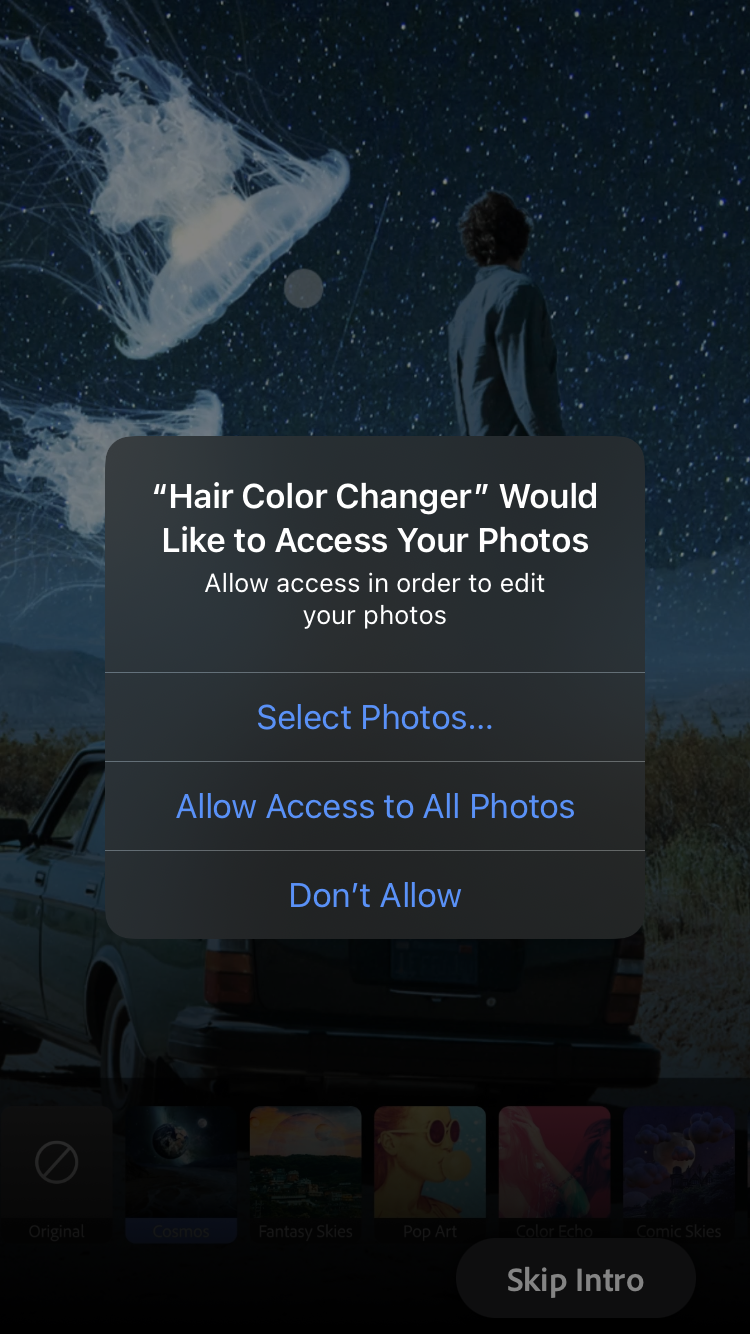 “Hair Color Changer” Would
Like to Access Your Photos
Allow access in order to edit
your photos
Select Photos...
Allow Access to All Photos
Don’t Allow
Original
Cosmos
Fantasy Skies
Pop Art
Color Echo
Comic Skies
Skip Intro